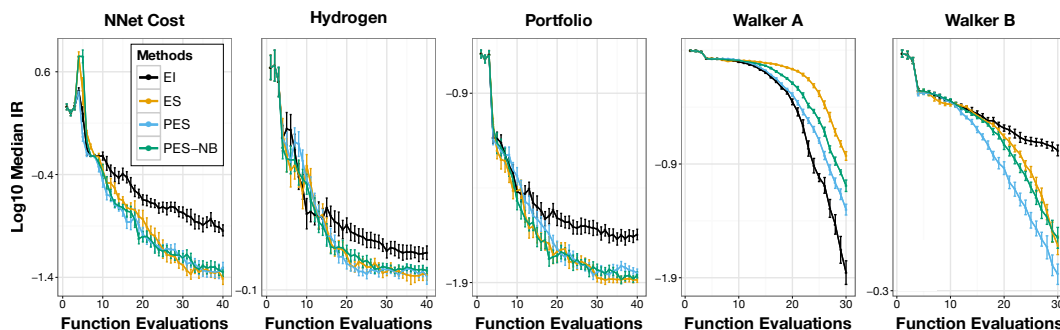 NNet Cost
Hydrogen
Portfolio
Walker A
Walker B
Log10 Median IR
0.6
−0.4
−1.4
Methods
EI
ES
PES
PES−NB
0 10 20 30 40
Function Evaluations
−0.1
0 10 20 30 40
Function Evaluations
−0.9
−1.9
0 10 20 30 40
Function Evaluations
−0.9
−1.9
0 10 20 30
Function Evaluations
−0.3
0 10 20 30
Function Evaluations